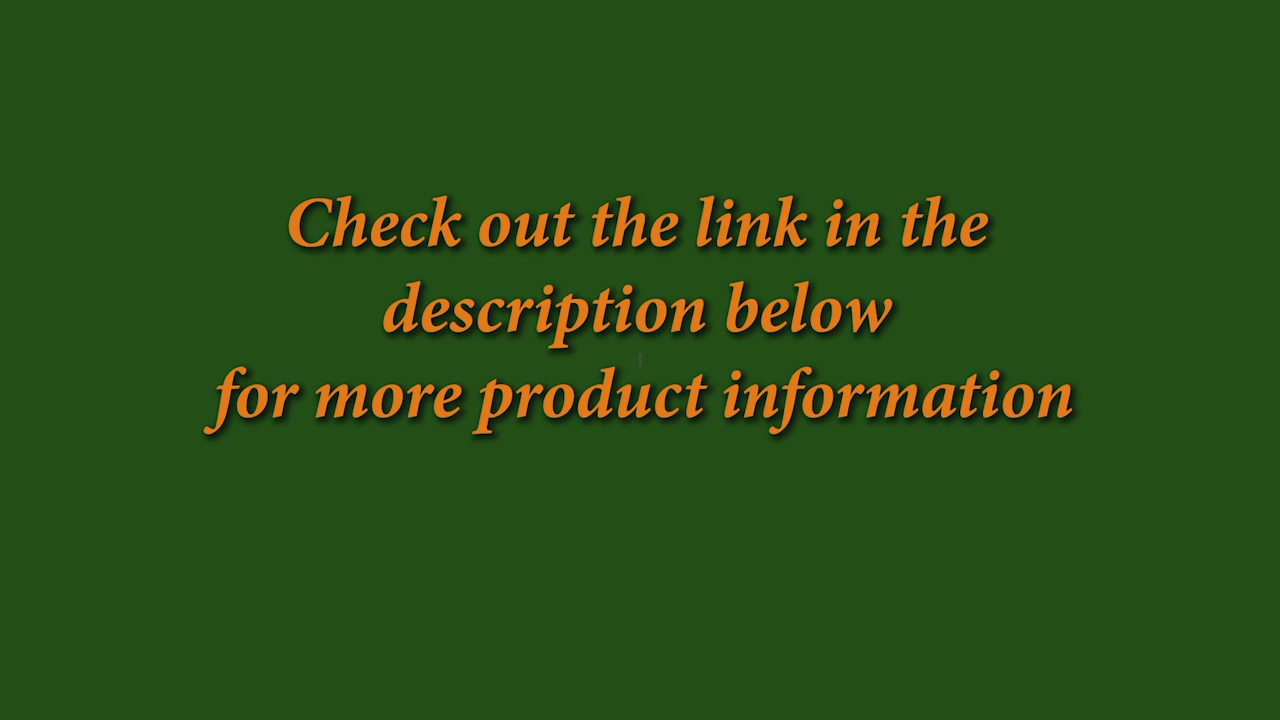 Check out the link in the
description below
for more product information